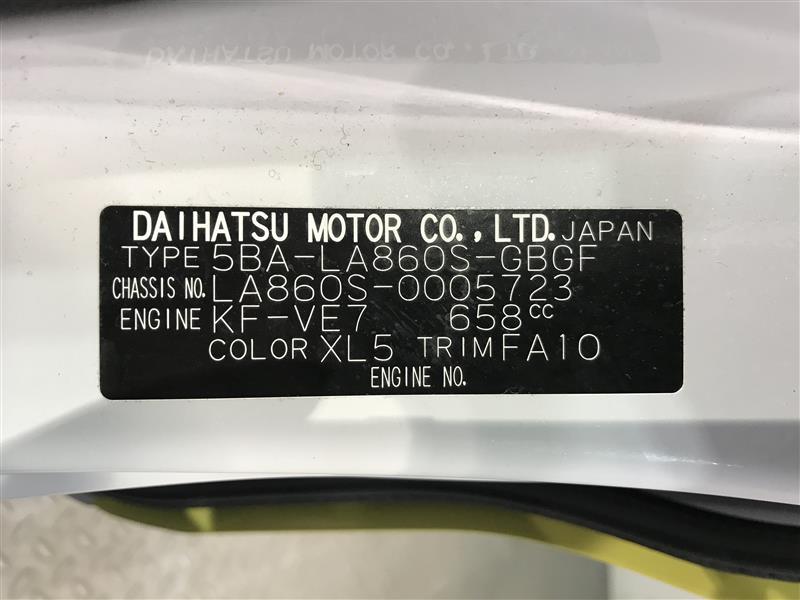 DAIHATSU MOTOR CO., LTD. JAPAN
TYPE 5BA-LA860S-GBGF
CHASSIS NO. LA860S-0005723
ENGINE KF-VE7 658cc
COLOR XL5 TRIM FA10
ENGINE NO.